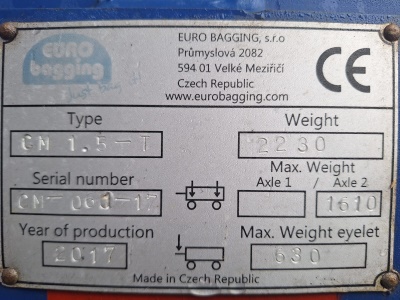 EURO
bagging
EURO BAGGING, s.r.o
Průmyslová 2082
594 01 Velké Meziříčí
Czech Republic
www.eurobagging.com
CE
Type
Weight
CM 1.5-T
2230
Serial number
Max. Weight
Axle 1 / Axle 2
1610
Year of production
Max. Weight eyelet
2017
Made in Czech Republic